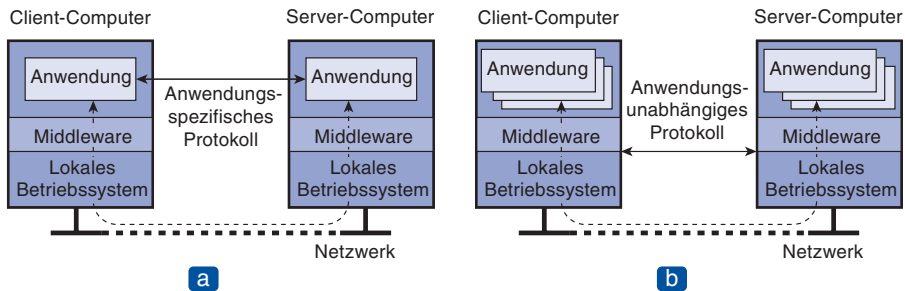 Client-Computer
Server-Computer
Anwendung
Anwendung
Anwendungs-
spezifisches
Protokoll
Middleware
Middleware
Lokales
Betriebssystem
Lokales
Betriebssystem
Netzwerk
a
Client-Computer
Server-Computer
Anwendung
Anwendung
Anwendungs-
unabhängiges
Protokoll
Middleware
Middleware
Lokales
Betriebssystem
Lokales
Betriebssystem
Netzwerk
b